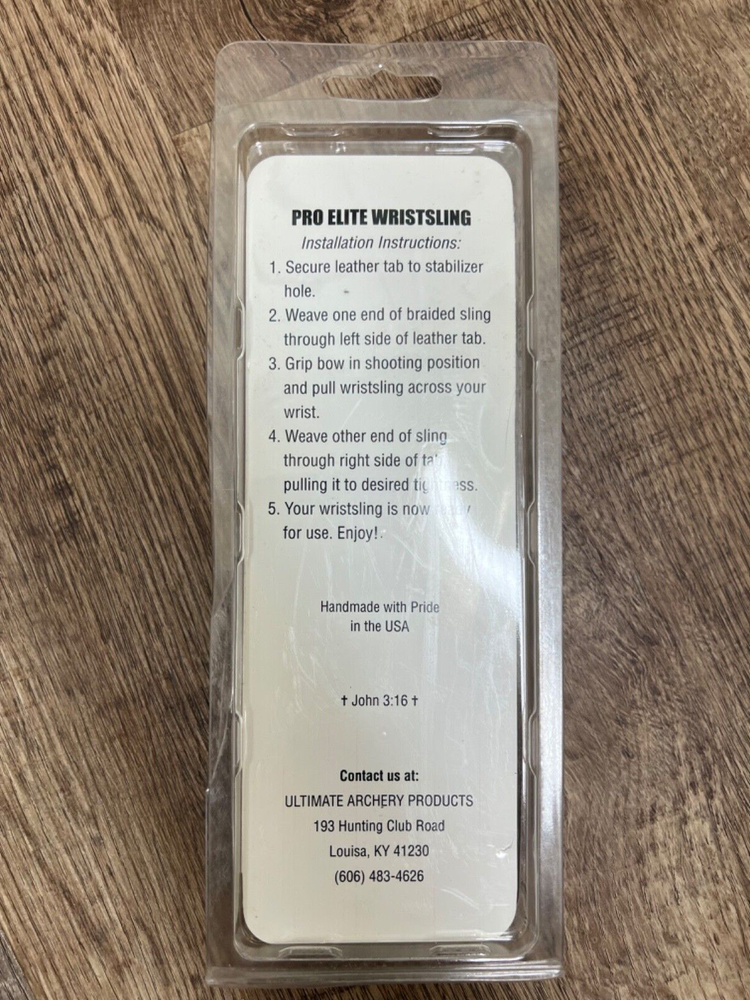 PRO ELITE WRISTSLING
Installation Instructions:
1. Secure leather tab to stabilizer
hole.
2. Weave one end of braided sling
through left side of leather tab.
3. Grip bow in shooting position
and pull wristsling across your
wrist.
4. Weave other end of sling
through right side of
pulling it to desired
5. Your wristsling is now
for use. Enjoy!
Handmade with Pride
in the USA
✝ John 3:16 ✝
Contact us at:
ULTIMATE ARCHERY PRODUCTS
193 Hunting Club Road
Louisa, KY 41230
(606) 483-4626